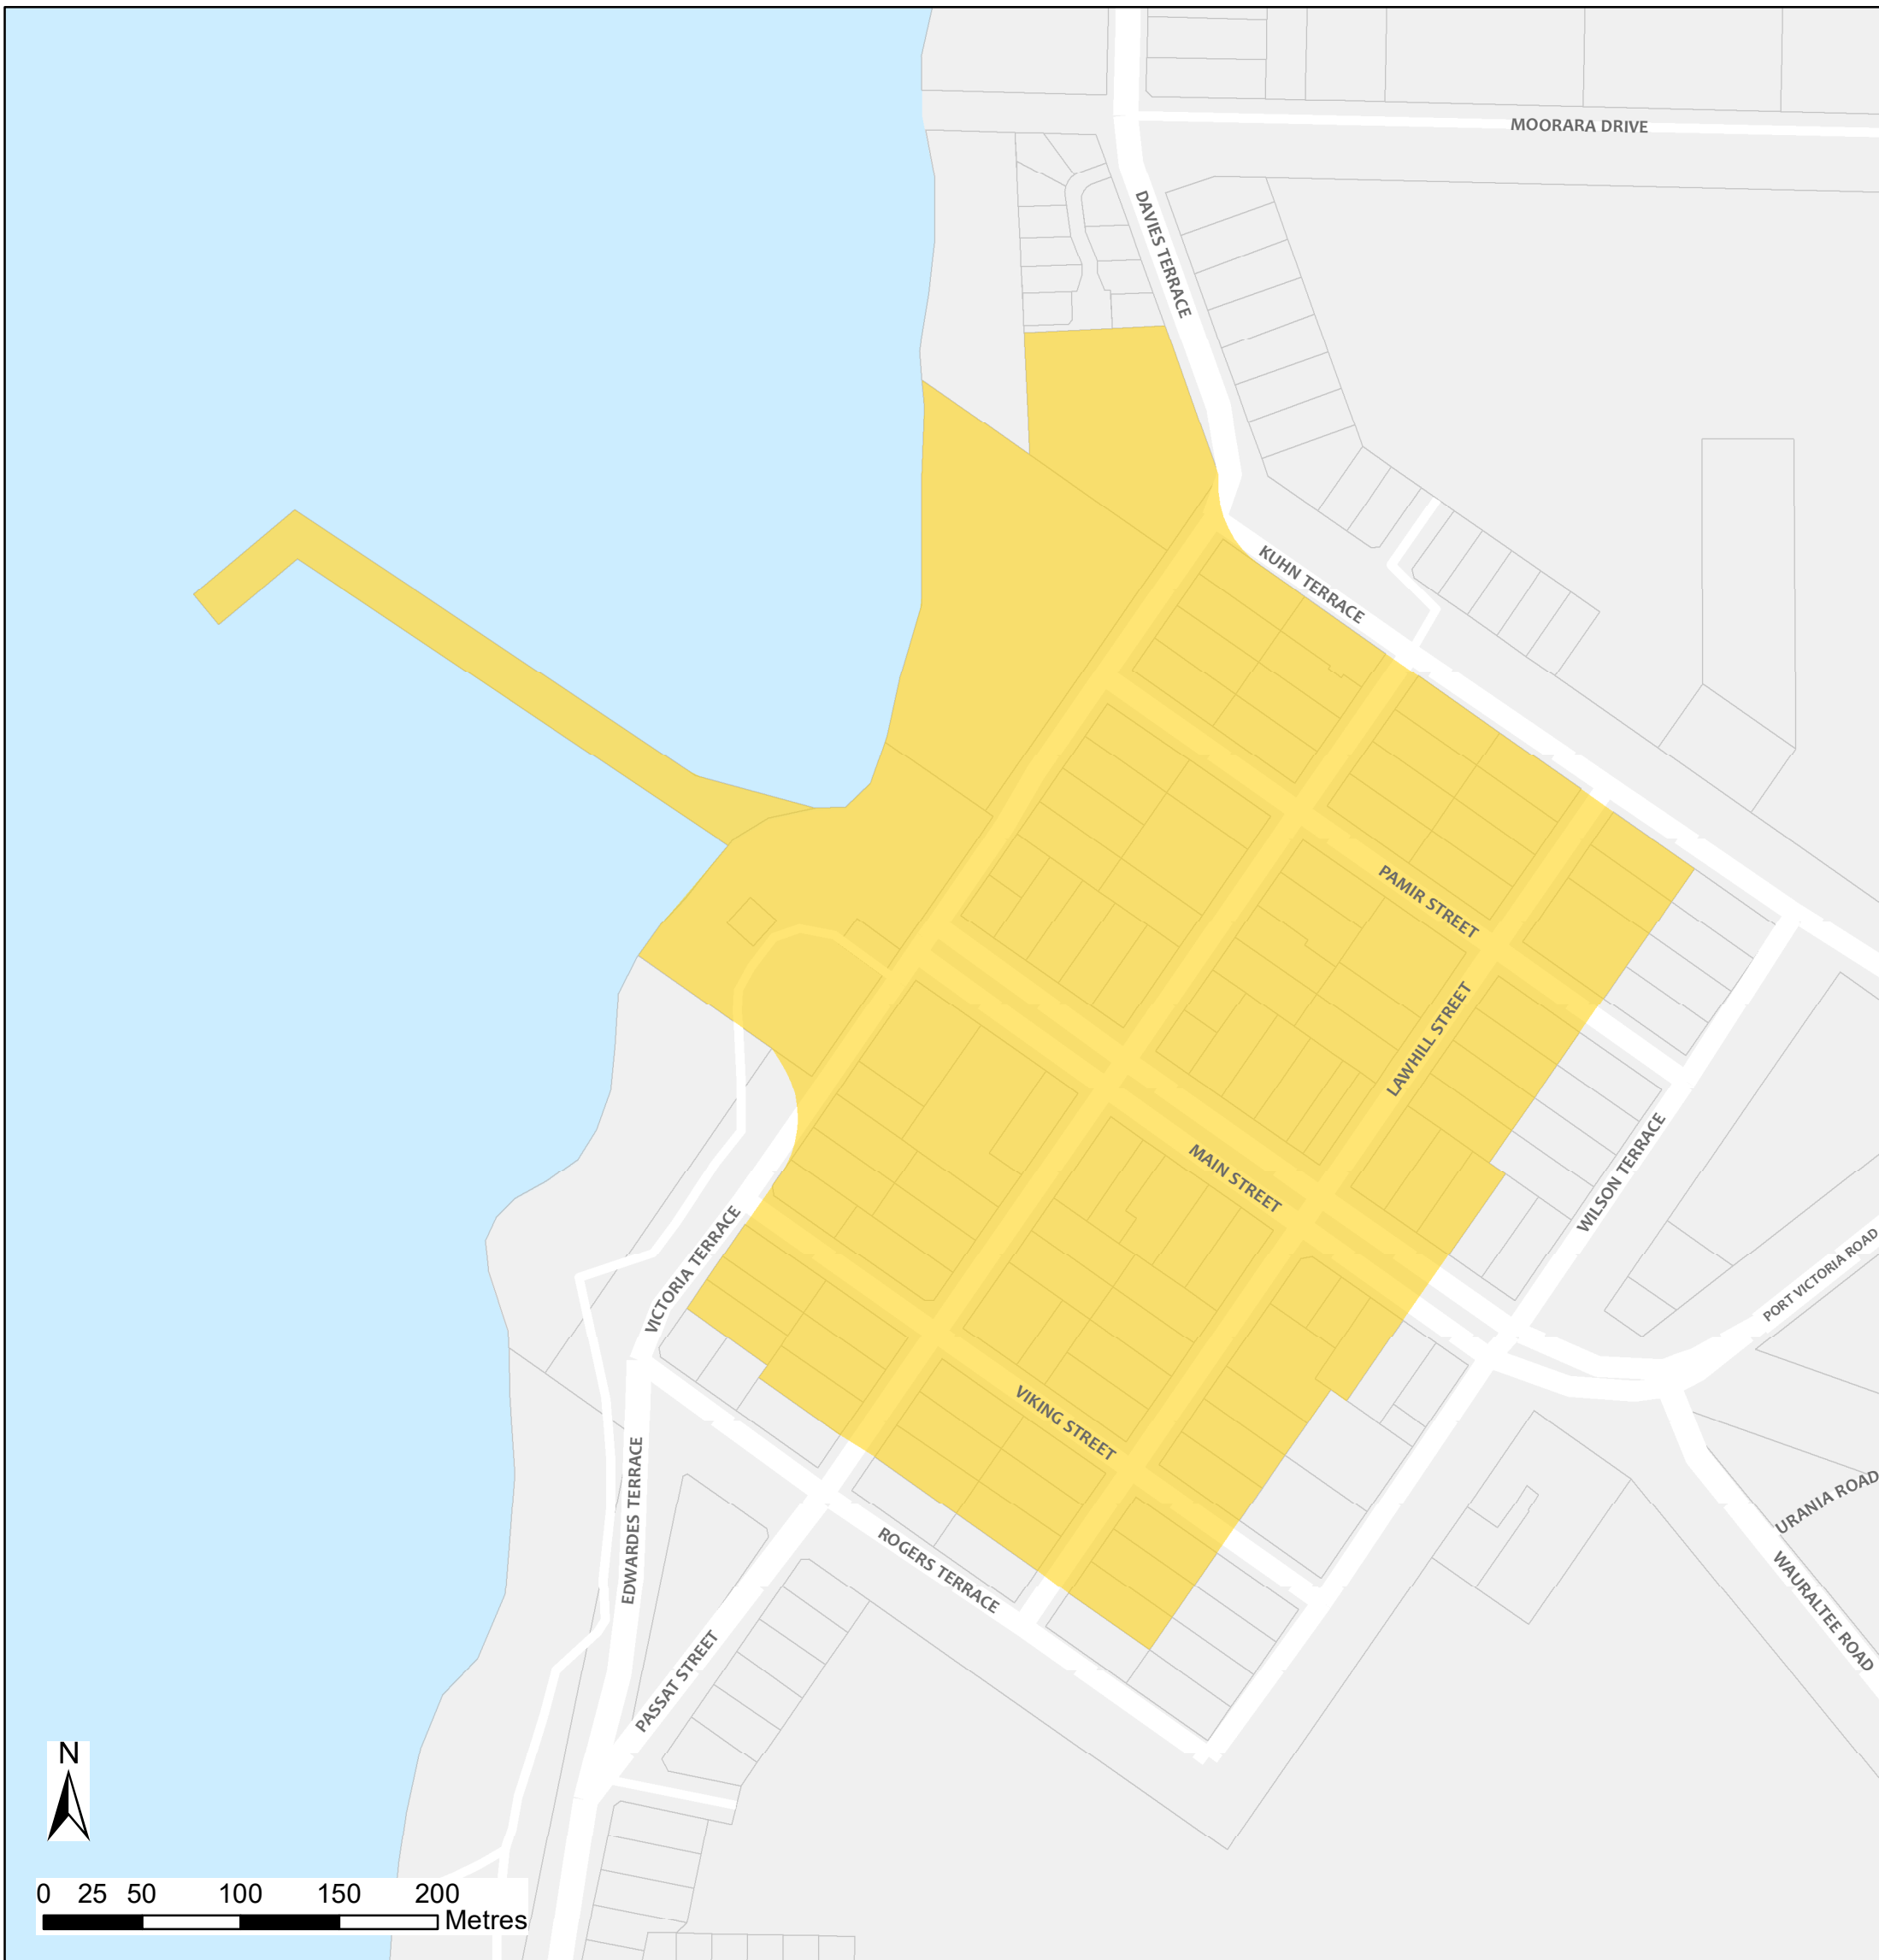 MOORARA DRIVE
DAVIES TERRACE
KUHN TERRACE
PAMIR STREET
LAWHILL STREET
MAIN STREET
WILSON TERRACE
VICTORIA TERRACE
PORT VICTORIA ROAD
VIKING STREET
EDWARDES TERRACE
URANIA ROAD
ROGERS TERRACE
WAURALTEE ROAD
PASSAT STREET
N
0 25 50 100 150 200
Metres